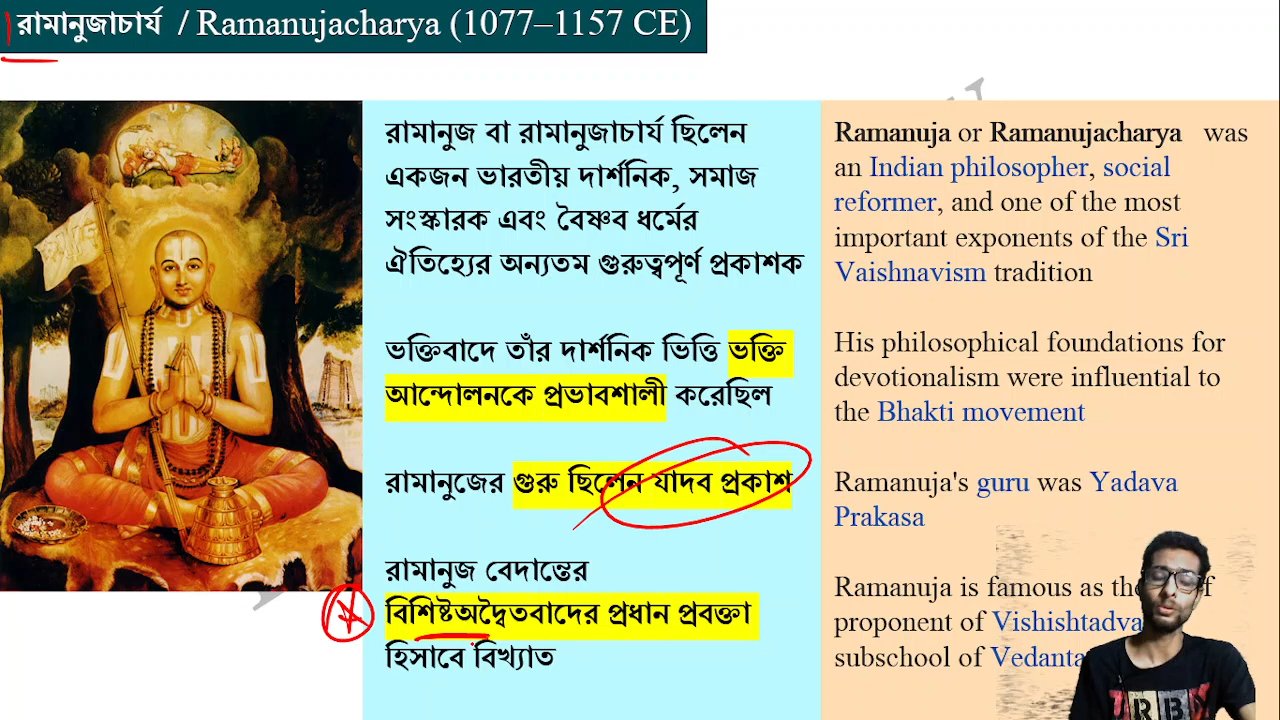 রামানুজাচার্য / Ramanujacharya (1077–1157 CE)
রামানুজ বা রামানুজাচার্য ছিলেন
একজন ভারতীয় দার্শনিক, সমাজ
সংস্কারক এবং বৈষ্ণব ধর্মের
ঐতিহ্যের অন্যতম গুরুত্বপূর্ণ প্রকাশক
ভক্তিবাদে তাঁর দার্শনিক ভিত্তি ভক্তি
আন্দোলনকে প্রভাবশালী করেছিল
রামানুজের গুরু ছিলেন যাদব প্রকাশ
রামানুজ বেদান্তের
বিশিষ্টঅদ্বৈতবাদের প্রধান প্রবক্তা
হিসাবে বিখ্যাত
Ramanuja or Ramanujacharya was
an Indian philosopher, social
reformer, and one of the most
important exponents of the Sri
Vaishnavism tradition
His philosophical foundations for
devotionalism were influential to
the Bhakti movement
Ramanuja's guru was Yadava
Prakasa
Ramanuja is famous as the
proponent of Vishishtadva
subschool of Vedanta